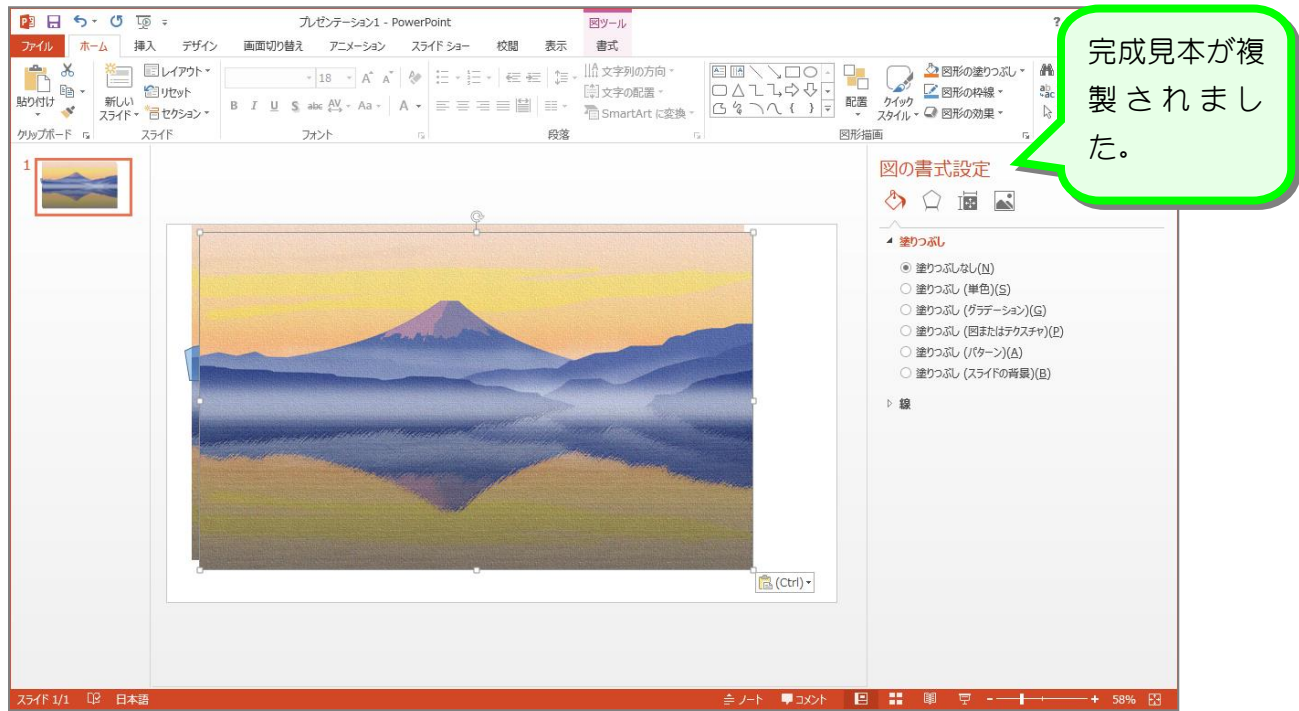 プレゼンテーション1 - PowerPoint
図ツール
?
ファイル ホーム 挿入 デザイン 画面切り替え アニメーション スライド ショー 校閲 表示 書式
貼り付け
新しい
スライド
レイアウト
リセット
セクション
18
A A
B I U S abc AV Aa A
文字列の方向
文字の配置
SmartArt に変換
配置
クイック
スタイル
図形の塗りつぶし
図形の枠線
図形の効果
クリップボード スライド フォント 段落 図形描画
完成見本が複
製されまし
た。
1
図の書式設定
塗りつぶし
塗りつぶしなし(N)
塗りつぶし (単色)(S)
塗りつぶし (グラデーション)(G)
塗りつぶし (図またはテクスチャ)(P)
塗りつぶし (パターン)(A)
塗りつぶし (スライドの背景)(B)
線
(Ctrl)
スライド 1/1 日本語 ノート コメント 58%